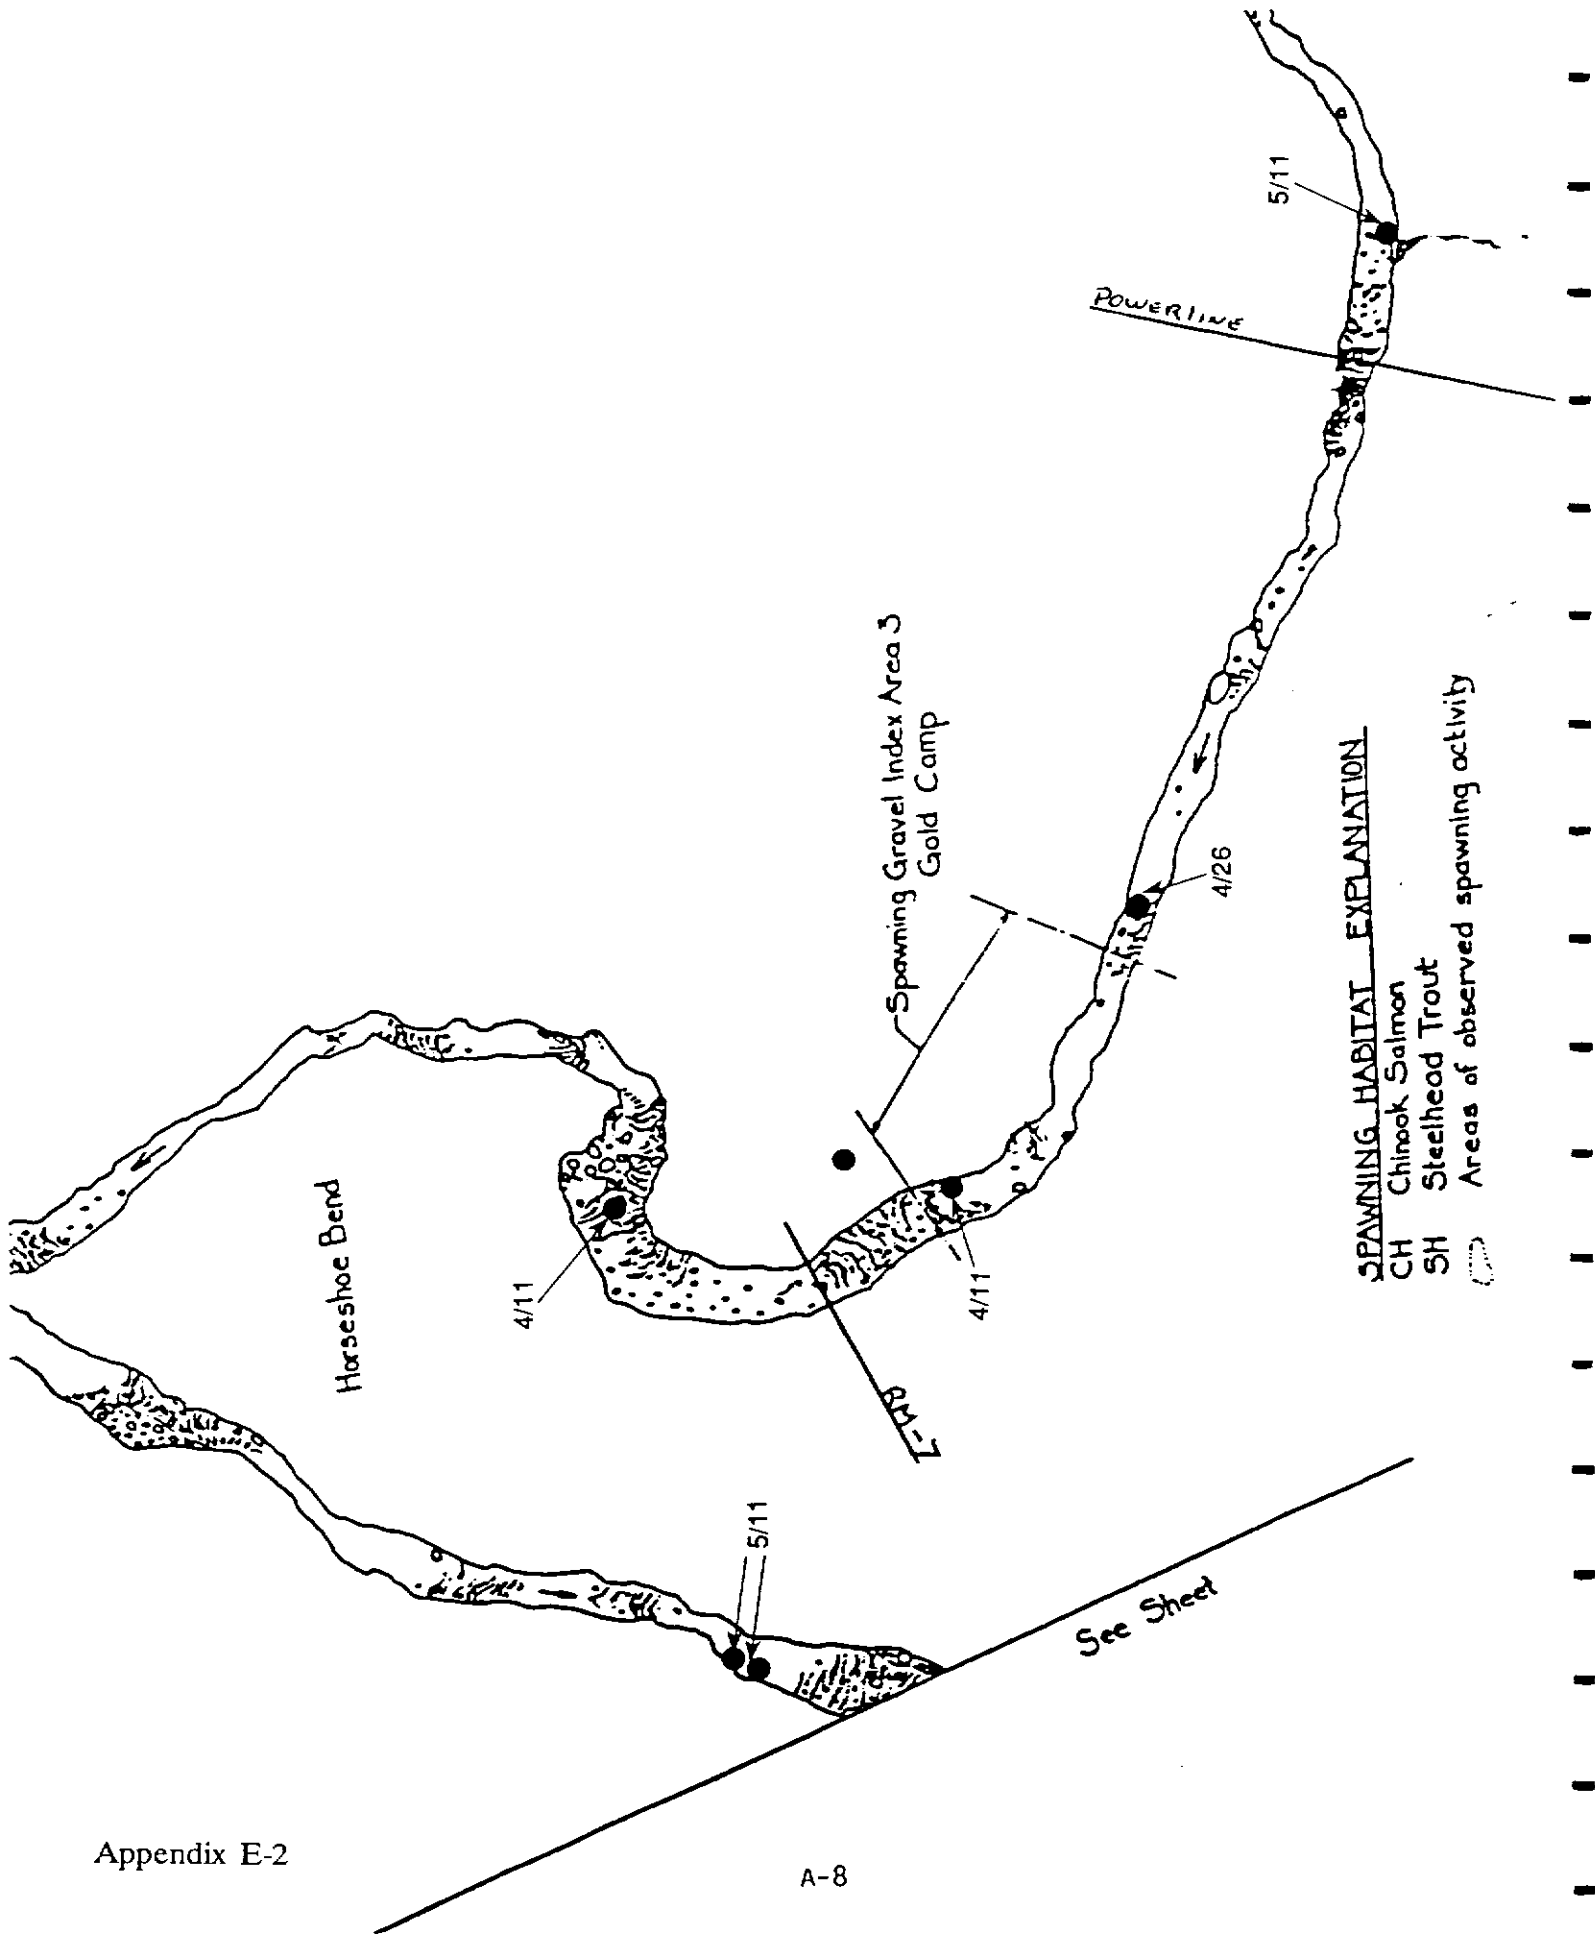 5/11
POWERLINE
Spawning Gravel Index Area 3
Gold Camp
4/26
Horseshoe Bend
4/11
4/11
RM-7
5/11
See Sheet
SPAWNING HABITAT EXPLANATION
CH Chinook Salmon
SH Steelhead Trout
Areas of observed spawning activity
Appendix E-2
A-8